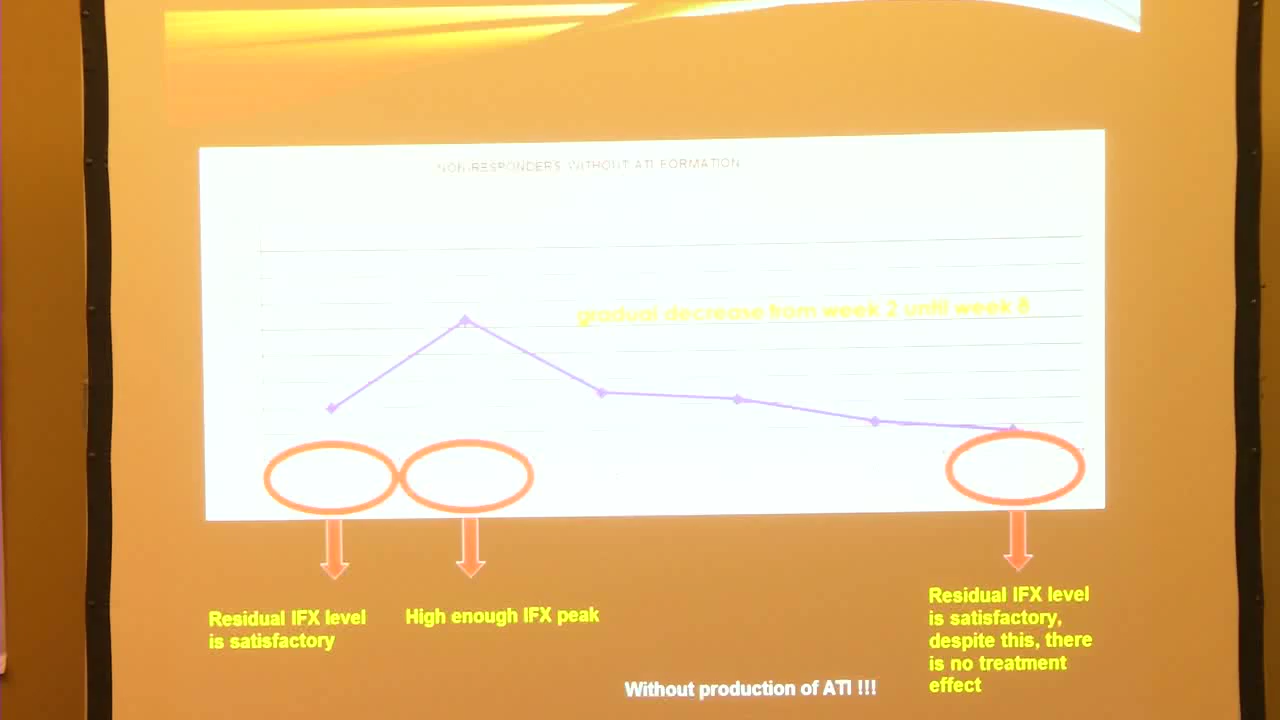 NON-RESPONDERS WITHOUT ATI FORMATION
gradual decrease from week 2 until week 8
Residual IFX level
is satisfactory
High enough IFX peak
Residual IFX level
is satisfactory,
despite this, there
is no treatment
effect
Without production of ATI !!!